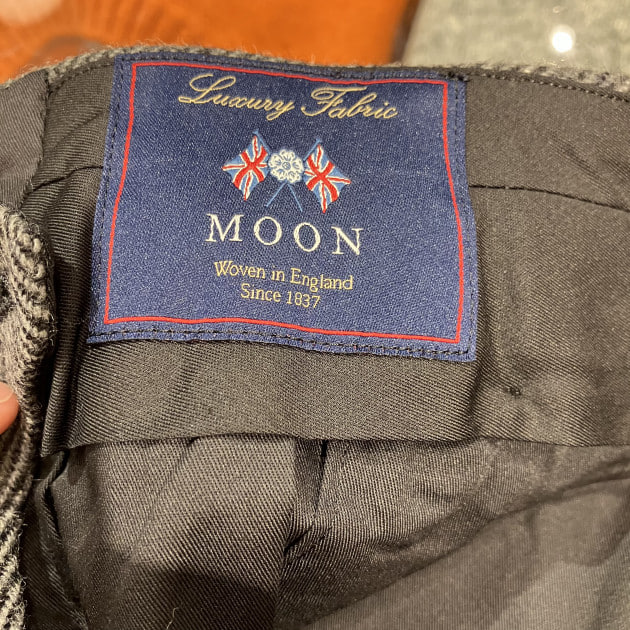 Luxury Fabric
MOON
Woven in England
Since 1837